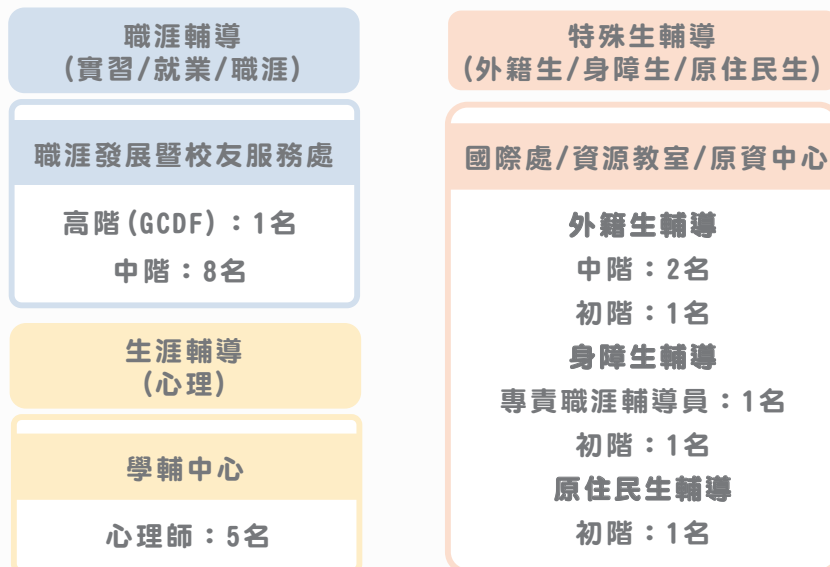 職涯輔導
(實習/就業/職涯)
職涯發展暨校友服務處
高階(GCDF)：1名
中階：8名
生涯輔導
(心理)
學輔中心
心理師：5名
特殊生輔導
(外籍生/身障生/原住民生)
國際處/資源教室/原資中心
外籍生輔導
中階：2名
初階：1名
身障生輔導
專責職涯輔導員：1名
初階：1名
原住民生輔導
初階：1名